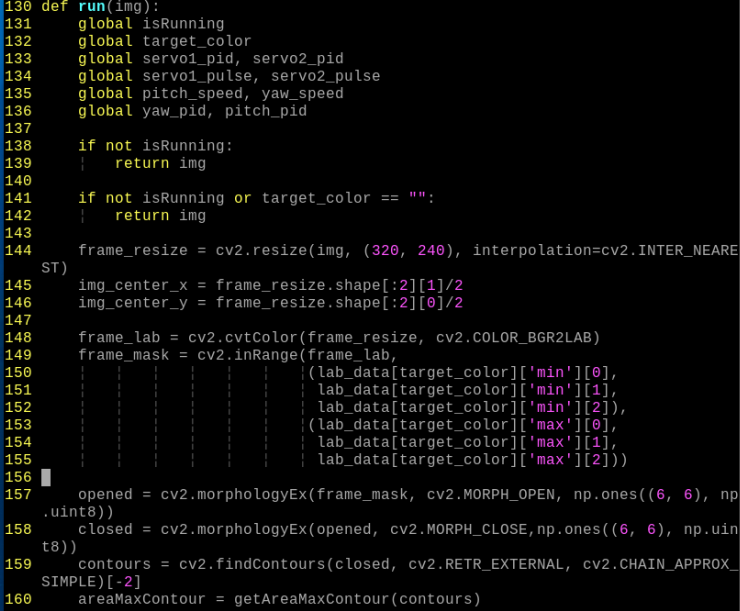 130 def run(img):
131     global isRunning
132     global target_color
133     global servo1_pid, servo2_pid
134     global servo1_pulse, servo2_pulse
135     global pitch_speed, yaw_speed
136     global yaw_pid, pitch_pid
137
138     if not isRunning:
139     ¦   return img
140
141     if not isRunning or target_color == "":
142     ¦   return img
143
144     frame_resize = cv2.resize(img, (320, 240), interpolation=cv2.INTER_NEARE
    ST)
145     img_center_x = frame_resize.shape[:2][1]/2
146     img_center_y = frame_resize.shape[:2][0]/2
147
148     frame_lab = cv2.cvtColor(frame_resize, cv2.COLOR_BGR2LAB)
149     frame_mask = cv2.inRange(frame_lab,
150     ¦   ¦   ¦   ¦   ¦   ¦   ¦(lab_data[target_color]['min'][0],
151     ¦   ¦   ¦   ¦   ¦   ¦   ¦ lab_data[target_color]['min'][1],
152     ¦   ¦   ¦   ¦   ¦   ¦   ¦ lab_data[target_color]['min'][2]),
153     ¦   ¦   ¦   ¦   ¦   ¦   ¦(lab_data[target_color]['max'][0],
154     ¦   ¦   ¦   ¦   ¦   ¦   ¦ lab_data[target_color]['max'][1],
155     ¦   ¦   ¦   ¦   ¦   ¦   ¦ lab_data[target_color]['max'][2]))
156
157     opened = cv2.morphologyEx(frame_mask, cv2.MORPH_OPEN, np.ones((6, 6), np
    .uint8))
158     closed = cv2.morphologyEx(opened, cv2.MORPH_CLOSE,np.ones((6, 6), np.uin
    t8))
159     contours = cv2.findContours(closed, cv2.RETR_EXTERNAL, cv2.CHAIN_APPROX_
    SIMPLE)[-2]
160     areaMaxContour = getAreaMaxContour(contours)